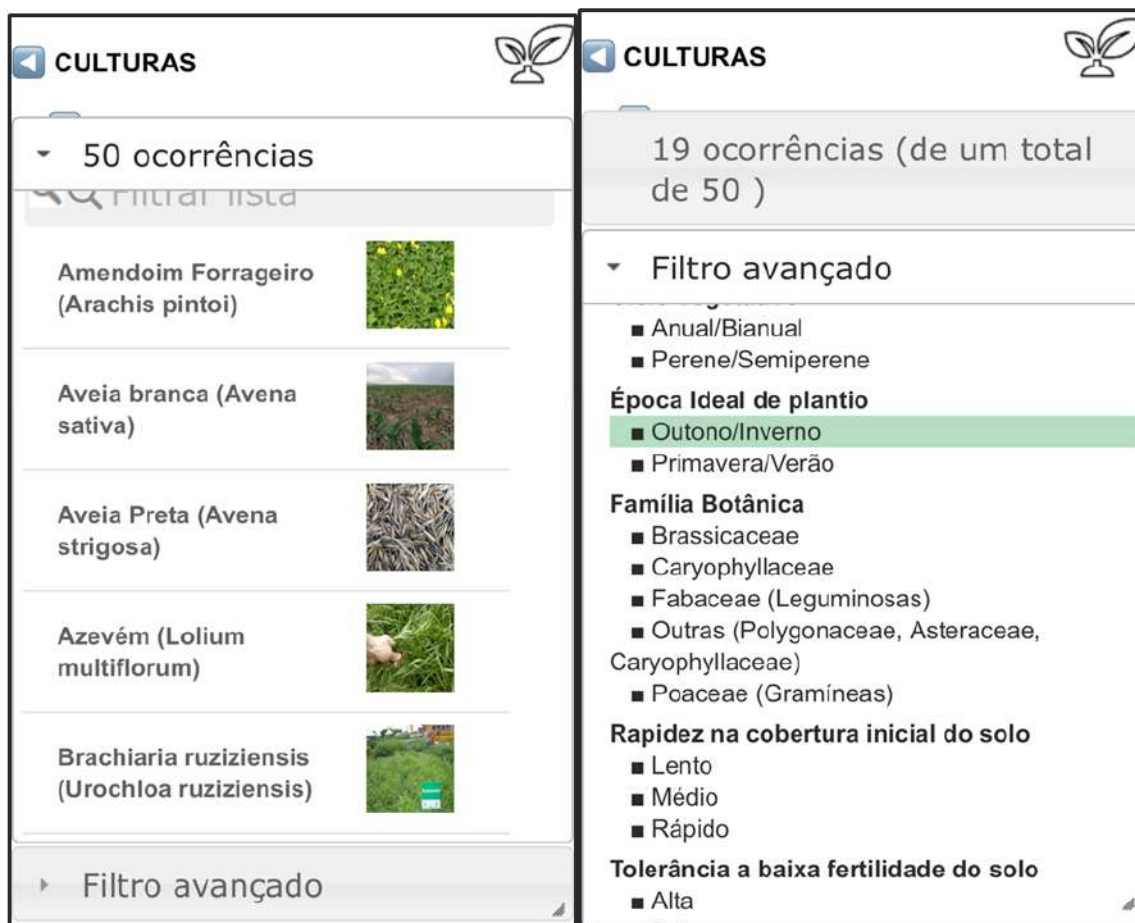 CULTURAS
50 ocorrências
Filtrar lista
Amendoim Forrageiro
(Arachis pintoi)
Aveia branca (Avena
sativa)
Aveia Preta (Avena
strigosa)
Azevém (Lolium
multiflorum)
Brachiaria ruziziensis
(Urochloa ruziziensis)
Filtro avançado
CULTURAS
19 ocorrências (de um total
de 50 )
Filtro avançado
■ Anual/Bianual
■ Perene/Semiperene
Época Ideal de plantio
■ Outono/Inverno
■ Primavera/Verão
Família Botânica
■ Brassicaceae
■ Caryophyllaceae
■ Fabaceae (Leguminosas)
■ Outras (Polygonaceae, Asteraceae,
Caryophyllaceae)
■ Poaceae (Gramíneas)
Rapidez na cobertura inicial do solo
■ Lento
■ Médio
■ Rápido
Tolerância a baixa fertilidade do solo
■ Alta